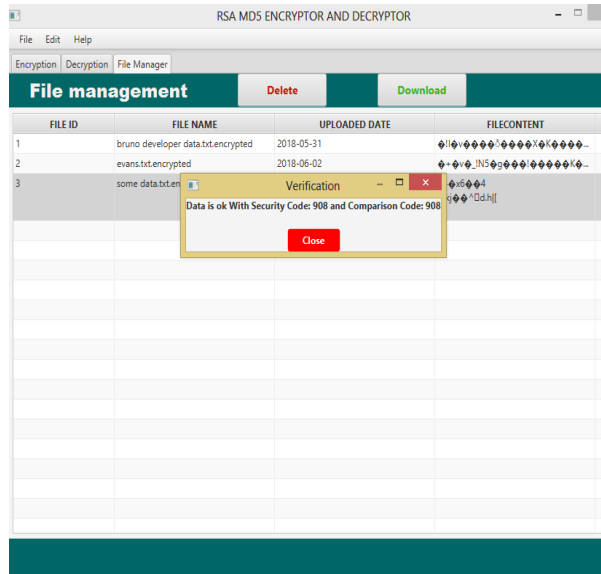 RSA MD5 ENCRYPTOR AND DECRYPTOR
File Edit Help
Encryption Decryption File Manager
File management Delete Download
FILE ID FILE NAME UPLOADED DATE FILECONTENT
1 bruno developer data.txt.encrypted 2018-05-31
2 evans.txt.encrypted 2018-06-02
3 some data.txt.en
Verification
Data is ok With Security Code: 908 and Comparison Code: 908
Close